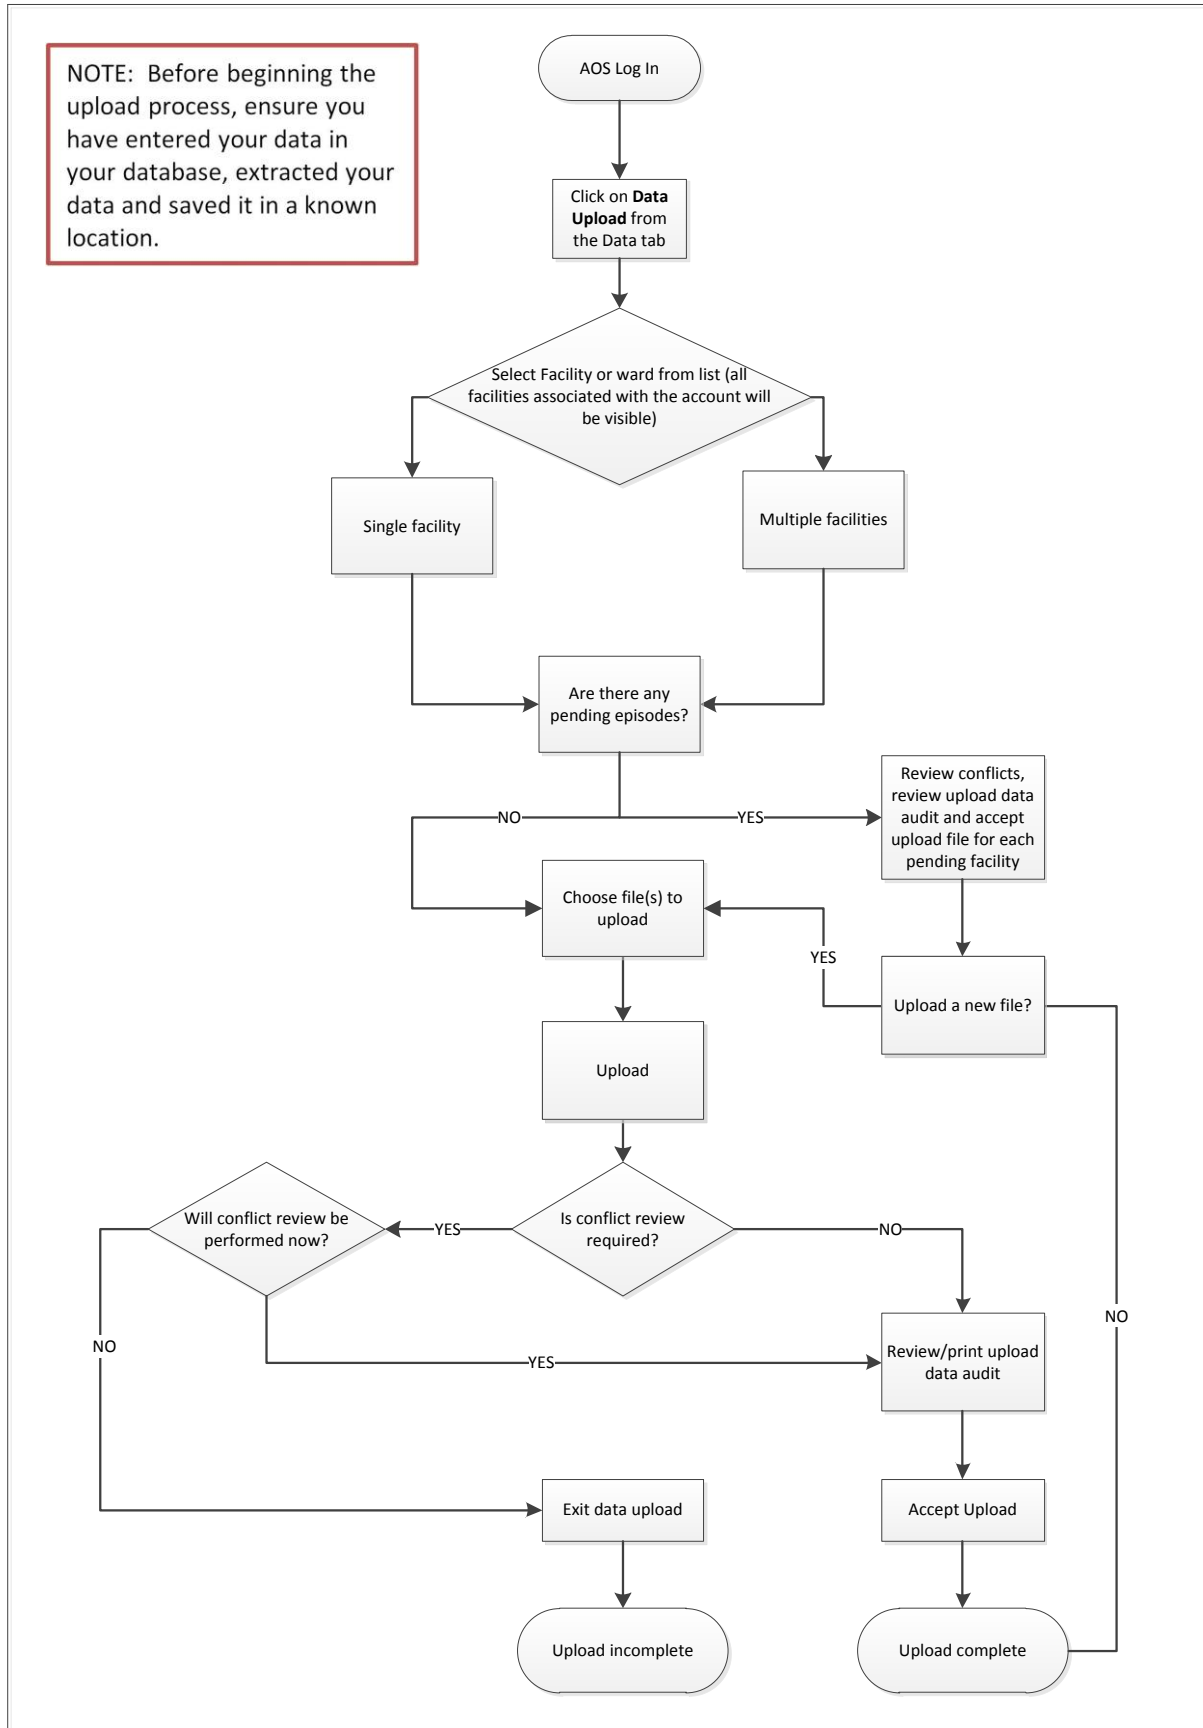 NOTE:  Before beginning the
upload process, ensure you
have entered your data in
your database, extracted your
data and saved it in a known
location.
AOS Log In
Click on Data
Upload from
the Data tab
Select Facility or ward from list (all
facilities associated with the account will
be visible)
Single facility
Multiple facilities
Are there any
pending episodes?
NO
YES
Review conflicts,
review upload data
audit and accept
upload file for each
pending facility
Choose file(s) to
upload
YES
Upload a new file?
Upload
Will conflict review be
performed now?
YES
Is conflict review
required?
NO
NO
NO
YES
Review/print upload
data audit
Exit data upload
Accept Upload
Upload incomplete
Upload complete